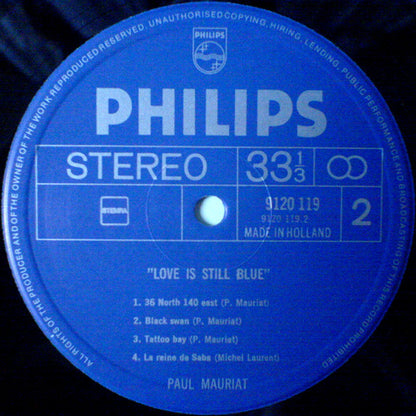 ALL RIGHTS OF THE PRODUCER AND OF THE OWNER OF THE WORK REPRODUCED RESERVED. UNAUTHORISED COPYING, HIRING, LENDING, PUBLIC PERFORMANCE AND BROADCASTING OF THIS RECORD PROHIBITED
PHILIPS
PHILIPS
STEREO 33 1/3
STEMRA
9120 119 2
9120 119.2
MADE IN HOLLAND
"LOVE IS STILL BLUE"
1. 36 North 140 east (P. Mauriat)
2. Black swan (P. Mauriat)
3. Tattoo bay (P. Mauriat)
4. La reine de Saba (Michel Laurent)
PAUL MAURIAT